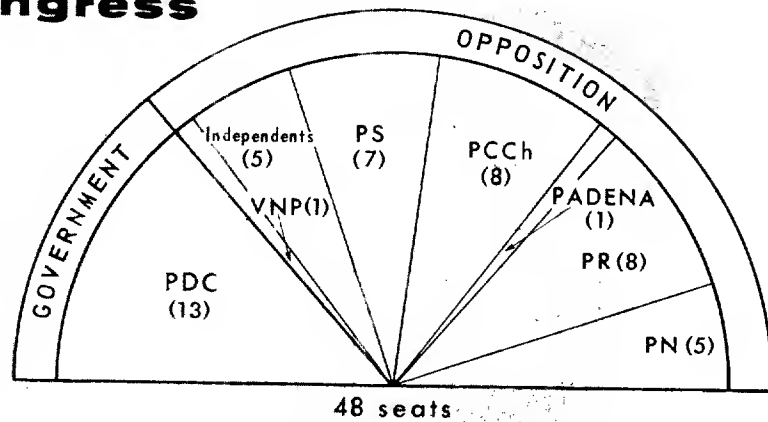 ngress
OPPOSITION
GOVERNMENT
Independents
(5)
PS
(7)
PCCh
(8)
VNP(1)
PADENA
(1)
PR(8)
PDC
(13)
PN(5)
48 seats